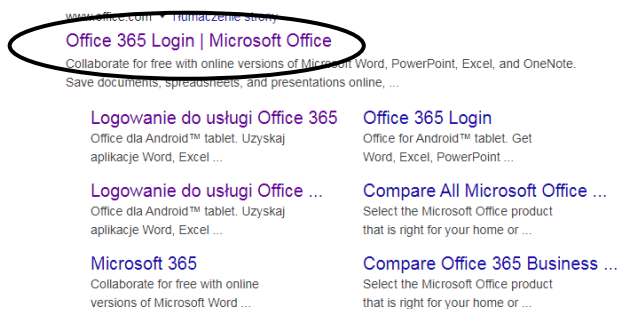 www.office.com • Tłumaczenie strony
Office 365 Login | Microsoft Office
Collaborate for free with online versions of Microsoft Word, PowerPoint, Excel, and OneNote.
Save documents, spreadsheets, and presentations online, ...
Logowanie do usługi Office 365
Office dla Android™ tablet. Uzyskaj
aplikacje Word, Excel ...
Office 365 Login
Office for Android™ tablet. Get
Word, Excel, PowerPoint ...
Logowanie do usługi Office ...
Office dla Android™ tablet. Uzyskaj
aplikacje Word, Excel ...
Compare All Microsoft Office ...
Select the Microsoft Office product
that is right for your home or ...
Microsoft 365
Collaborate for free with online
versions of Microsoft Word ...
Compare Office 365 Business ...
Select the Microsoft Office product
that is right for your home or ...